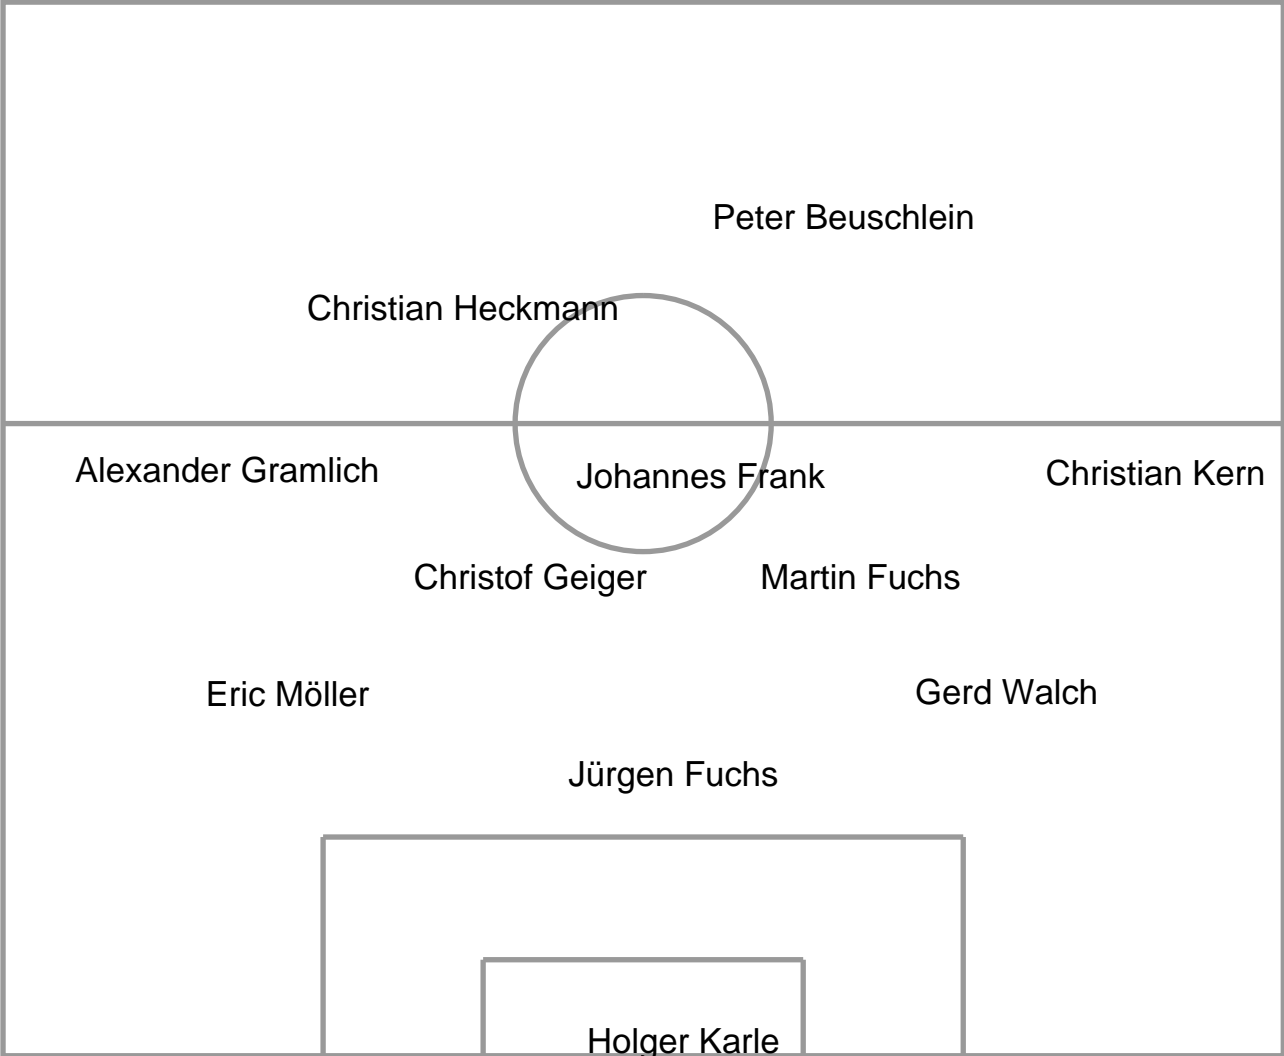 Peter Beuschlein
Christian Heckmann
Alexander Gramlich
Johannes Frank
Christian Kern
Christof Geiger
Martin Fuchs
Eric Möller
Gerd Walch
Jürgen Fuchs
Holger Karle